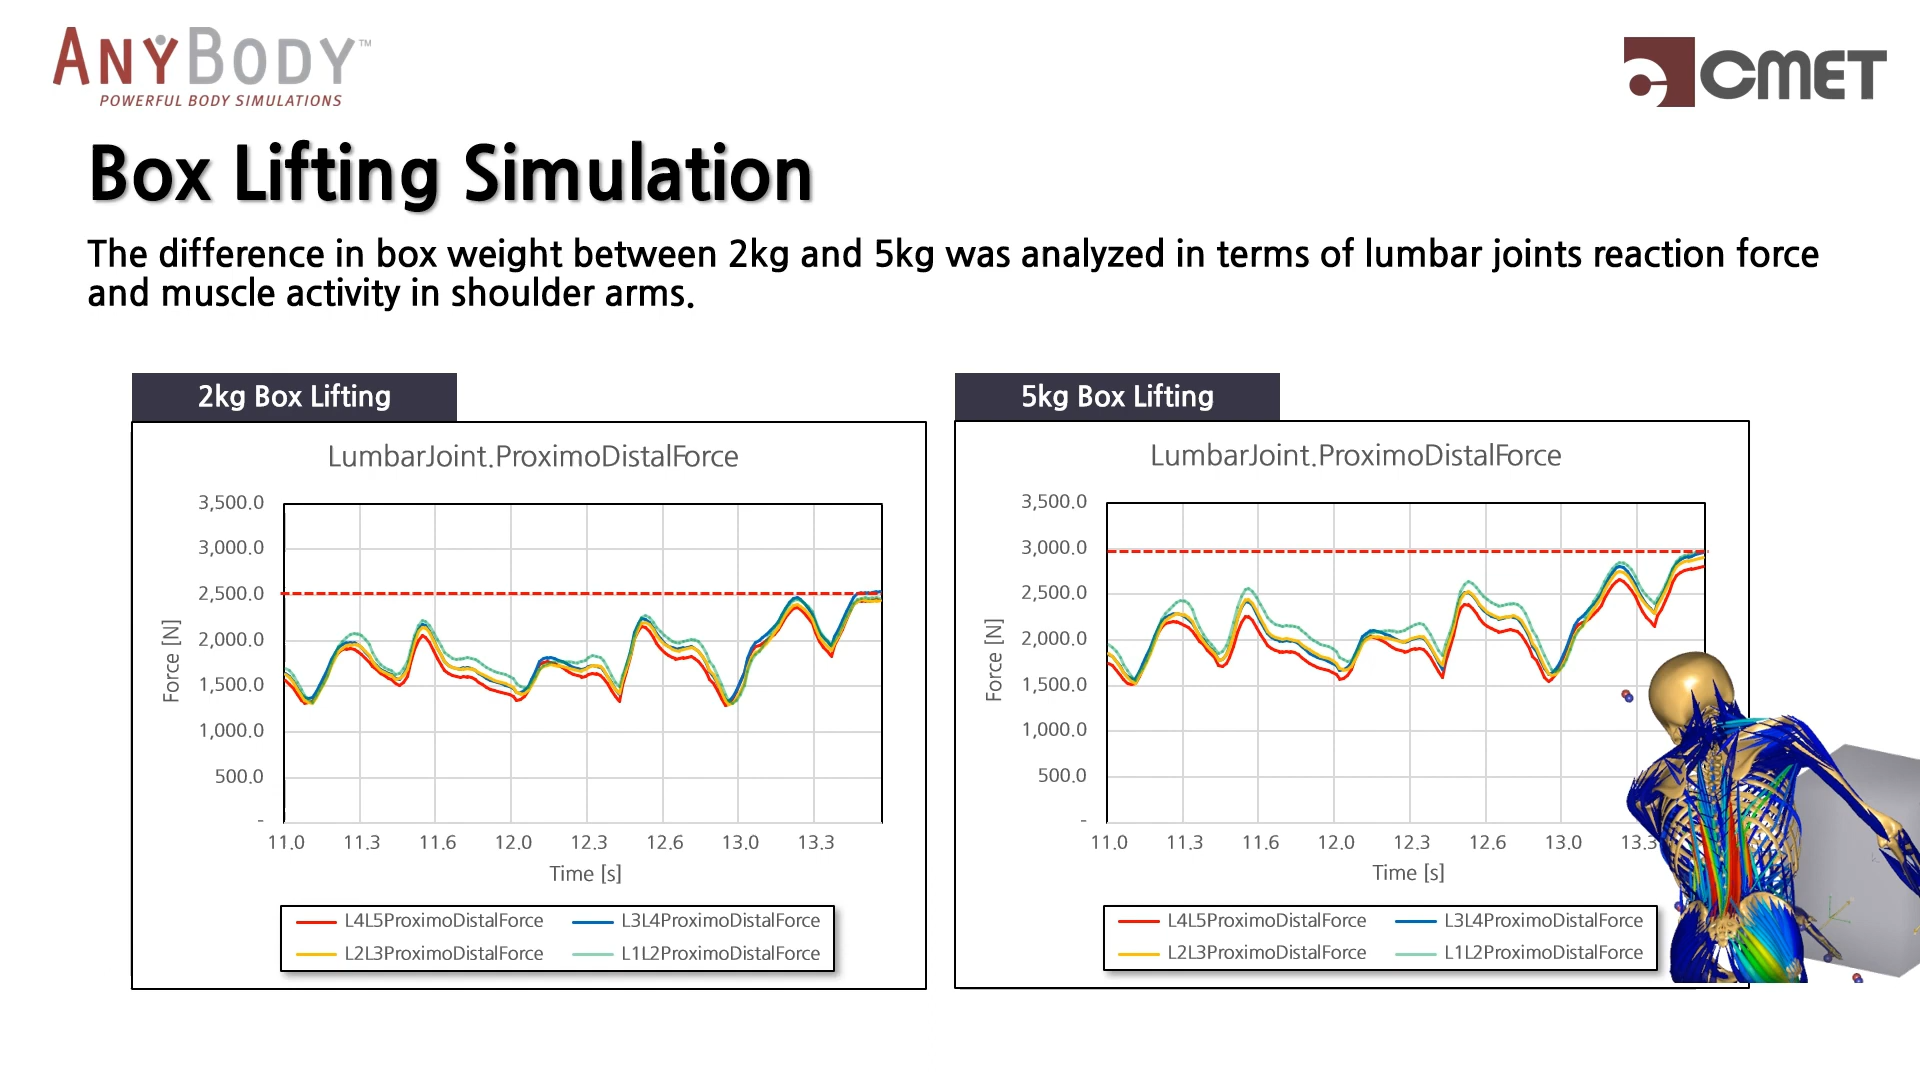 ANYBODY™
POWERFUL BODY SIMULATIONS
CMET
Box Lifting Simulation
The difference in box weight between 2kg and 5kg was analyzed in terms of lumbar joints reaction force
and muscle activity in shoulder arms.
2kg Box Lifting
LumbarJoint.ProximoDistalForce
3,500.0
3,000.0
2,500.0
2,000.0
1,500.0
1,000.0
500.0
-
Force [N]
11.0 11.3 11.6 12.0 12.3 12.6 13.0 13.3
Time [s]
L4L5ProximoDistalForce L3L4ProximoDistalForce
L2L3ProximoDistalForce L1L2ProximoDistalForce
5kg Box Lifting
LumbarJoint.ProximoDistalForce
3,500.0
3,000.0
2,500.0
2,000.0
1,500.0
1,000.0
500.0
-
Force [N]
11.0 11.3 11.6 12.0 12.3 12.6 13.0 13.3
Time [s]
L4L5ProximoDistalForce L3L4ProximoDistalForce
L2L3ProximoDistalForce L1L2ProximoDistalForce